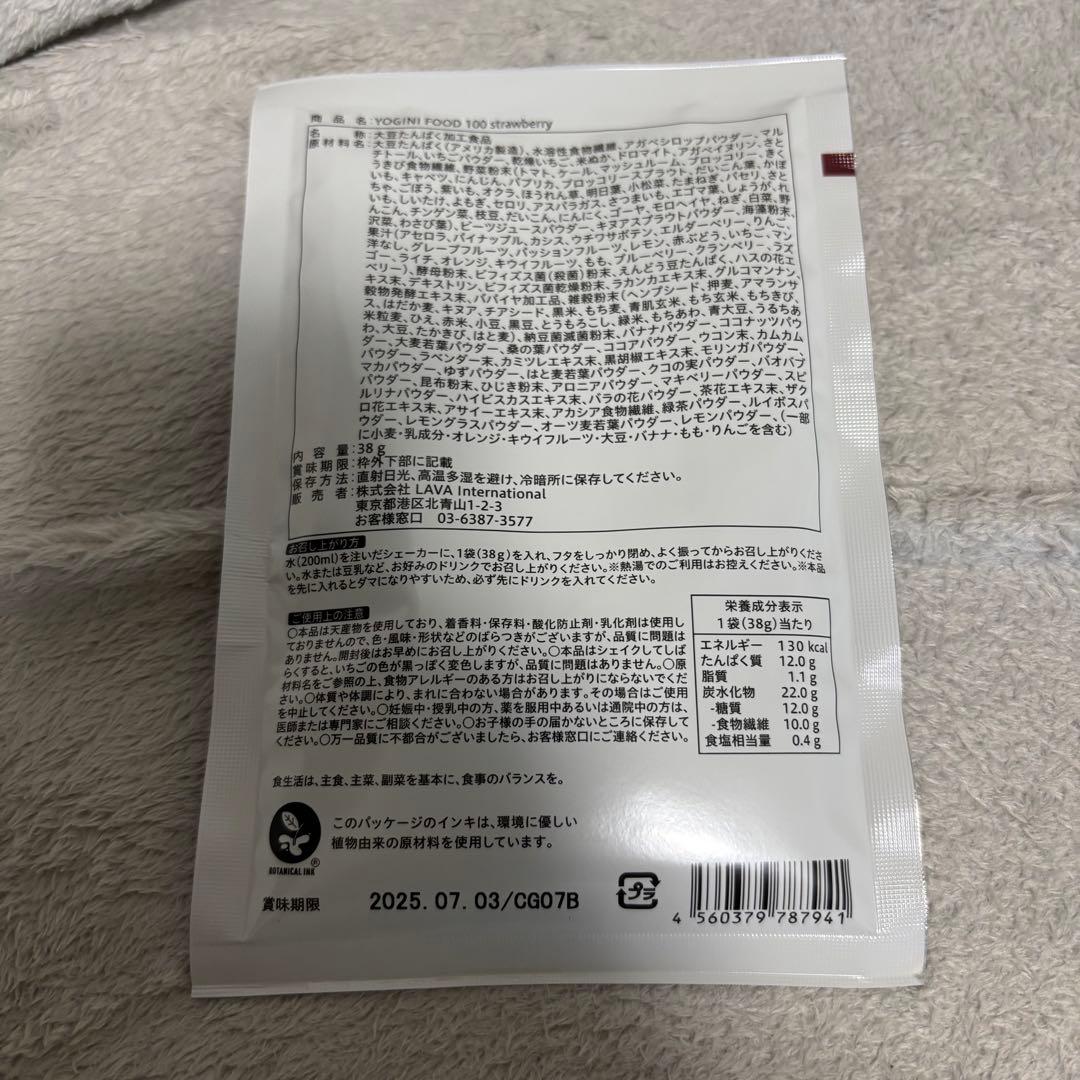 商品名:YOGINI FOOD 100 strawberry
名称:大豆たんぱく加工食品
原材料名:大豆たんぱく(アメリカ製造)、水溶性食物繊維、アガベシロップパウダー、マル
チトール、いちごパウダー、乾燥いちご、米ぬか、ドロマイト、アガベイヌリン、さと
うきび食物繊維、野菜粉末(トマト、ケール、マッシュルーム、ブロッコリー、きく
いも、キャベツ、にんじん、パプリカ、ブロッコリースプラウト、だいこん葉、かぼ
ちゃ、ごぼう、紫いも、オクラ、ほうれん草、明日葉、小松菜、たまねぎ、パセリ、さと
いも、しいたけ、よもぎ、セロリ、アスパラガス、さつまいも、エゴマ葉、しょうが、れ
んこん、チンゲン菜、枝豆、だいこん、にんにく、ゴーヤ、モロヘイヤ、ねぎ、白菜、野
沢菜、わさび葉)、ビーツジュースパウダー、キヌアスプラウトパウダー、海藻粉末、
果汁(アセロラ、パイナップル、カシス、ウチワサボテン、エルダーベリー、りんご、
洋なし、グレープフルーツ、パッションフルーツ、レモン、赤ぶどう、いちご、マン
ゴー、ライチ、オレンジ、キウイフルーツ、もも、ブルーベリー、クランベリー、ラズ
ベリー)、酵母粉末、ビフィズス菌(殺菌)粉末、えんどう豆たんぱく、ハスの花エ
キス末、デキストリン、ビフィズス菌乾燥粉末、ラカンカエキス末、グルコマンナン、
穀物発酵エキス末、パパイヤ加工品、雑穀粉末(ヘンプシード、押麦、アマランサ
ス、はだか麦、キヌア、チアシード、黒米、もち麦、青肌玄米、もち玄米、もちきび、
米粒麦、ひえ、赤米、小豆、黒豆、とうもろこし、緑米、もちあわ、青大豆、うるちあ
わ、大豆、たかきび、はと麦)、納豆菌滅菌粉末、バナナパウダー、ココナッツパウ
ダー、大麦若葉パウダー、桑の葉パウダー、ココアパウダー、ウコン末、カムカム
パウダー、ラベンダー末、カミツレエキス末、黒胡椒エキス末、モリンガパウダー、
マカパウダー、ゆずパウダー、はと麦若葉パウダー、クコの実パウダー、バオバブ
パウダー、昆布粉末、ひじき粉末、アロニアパウダー、マキベリーパウダー、スピ
ルリナパウダー、ハイビスカスエキス末、バラの花パウダー、茶花エキス末、ザク
ロ花エキス末、アサイーエキス末、アカシア食物繊維、緑茶パウダー、ルイボスパ
ウダー、レモングラスパウダー、オーツ麦若葉パウダー、レモンパウダー、(一部
に小麦・乳成分・オレンジ・キウイフルーツ・大豆・バナナ・もも・りんごを含む)
内容量:38 g
賞味期限:枠外下部に記載
保存方法:直射日光、高温多湿を避け、冷暗所に保存してください。
販売者:株式会社 LAVA International
東京都港区北青山1-2-3
お客様窓口 03-6387-3577
お召し上がり方
水(200ml)を注いだシェーカーに、1袋(38g)を入れ、フタをしっかり閉め、よく振ってからお召し上がりくださ
い。水または豆乳など、お好みのドリンクでお召し上がりください。※熱湯でのご利用はお控えください。※本品
を先に入れるとダマになりやすいため、必ず先にドリンクを入れてください。
ご使用上の注意
○本品は天産物を使用しており、着香料・保存料・酸化防止剤・乳化剤は使用し
ておりませんので、色・風味・形状などのばらつきがございますが、品質に問題は
ありません。開封後はお早めにお召し上がりください。○本品はシェイクしてしば
らくすると、いちごの色が黒っぽく変色しますが、品質に問題はありません。○原
材料名をご参照の上、食物アレルギーのある方はお召し上がりにならないでくだ
さい。○体質や体調により、まれに合わない場合があります。その場合はご使用
を中止してください。○妊娠中・授乳中の方、薬を服用中あるいは通院中の方は、
医師または専門家にご相談ください。○お子様の手の届かないところに保存して
ください。○万一品質に不都合がございましたら、お客様窓口にご連絡ください。
栄養成分表示
1袋(38g)当たり
エネルギー 130 kcal
たんぱく質 12.0 g
脂質 1.1 g
炭水化物 22.0 g
-糖質 12.0 g
-食物繊維 10.0 g
食塩相当量 0.4 g
食生活は、主食、主菜、副菜を基本に、食事のバランスを。
このパッケージのインキは、環境に優しい
植物由来の原材料を使用しています。
BOTANICAL INK ®
賞味期限 2025.07.03/CG07B
プラ
4 560379 787941